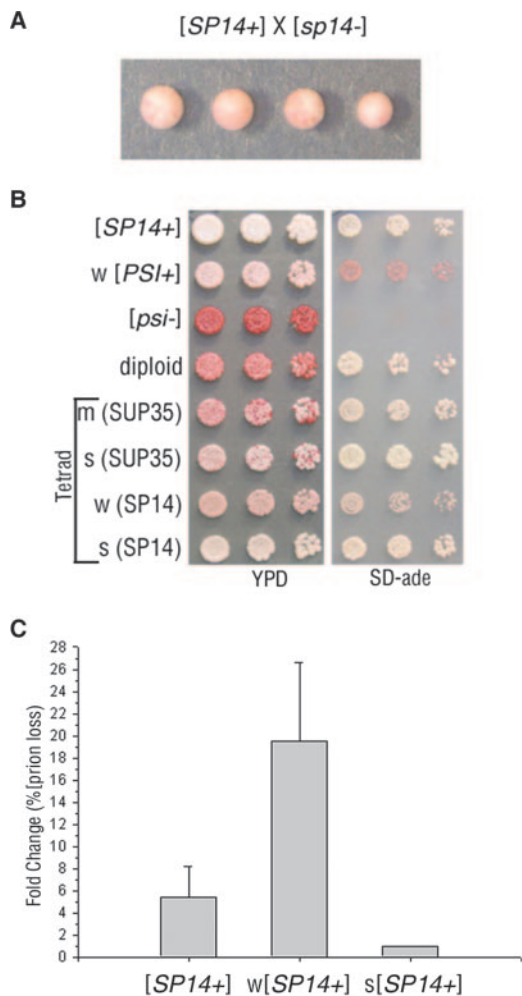 A
[SP14+] X [sp14-]
B
[SP14+]
w [PSI+]
[psi-]
diploid
m (SUP35)
s (SUP35)
w (SP14)
s (SP14)
Tetrad
YPD
SD-ade
C
Fold Change (%[prion loss)
28
26
24
22
20
18
16
14
12
10
8
6
4
2
0
[SP14+]
w[SP14+]
s[SP14+]